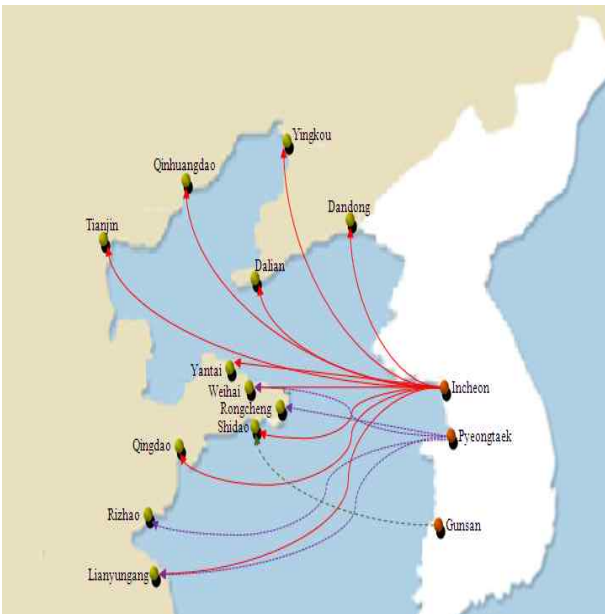 Yingkou
Qinhuangdao
Dandong
Tianjin
Dalian
Yantai
Weihai
Incheon
Rongcheng
Shidao
Pyeongtaek
Qingdao
Rizhao
Gunsan
Lianyungang